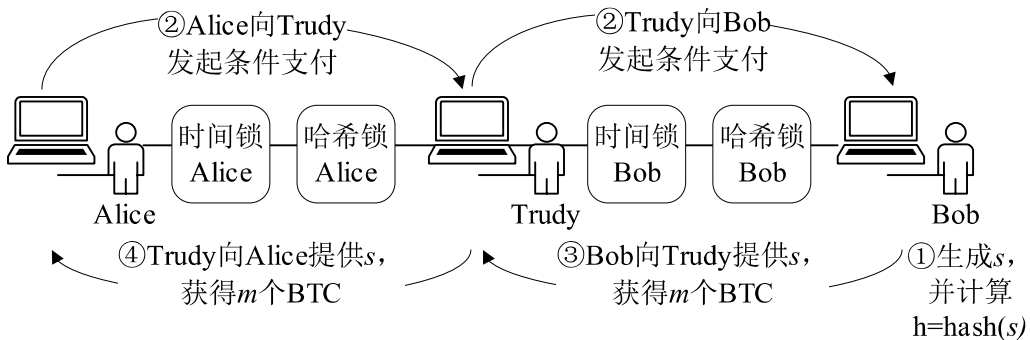 ②Alice向Trudy
发起条件支付
②Trudy向Bob
发起条件支付
时间锁
Alice
哈希锁
Alice
时间锁
Bob
哈希锁
Bob
Alice
Trudy
Bob
④Trudy向Alice提供s，
获得m个BTC
③Bob向Trudy提供s，
获得m个BTC
①生成s，
并计算
h=hash(s)